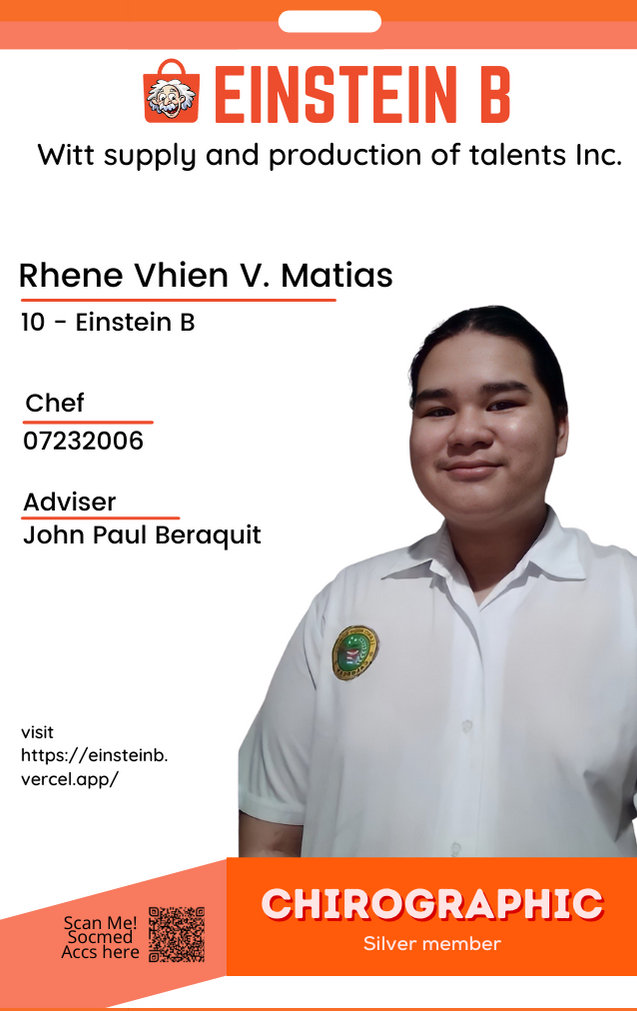 EINSTEIN B
Witt supply and production of talents Inc.
Rhene Vhien V. Matias
10 - Einstein B
Chef
07232006
Adviser
John Paul Beraquit
visit
https://einsteinb.
vercel.app/
Scan Me!
Socmed
Accs here
CHIROGRAPHIC
Silver member